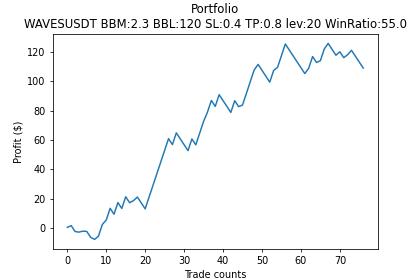 Portfolio
WAVESUSDT BBM:2.3 BBL:120 SL:0.4 TP:0.8 lev:20 WinRatio:55.0
120
100
80
60
40
20
0
Profit ($)
0 10 20 30 40 50 60 70
Trade counts